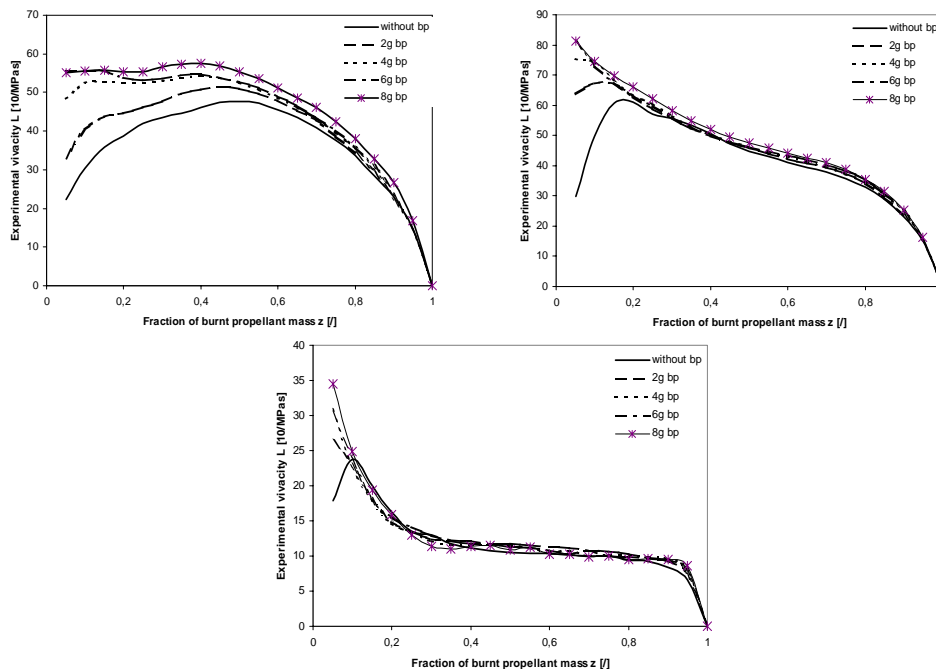 70
60
50
40
30
20
10
0
0
0,2
0,4
0,6
0,8
1
Experimental vivacity L [10/MPas]
Fraction of burnt propellant mass z [/]
without bp
2g bp
4g bp
6g bp
8g bp
90
80
70
60
50
40
30
20
10
0
0
0,2
0,4
0,6
0,8
Experimental vivacity L [10/MPas]
Fraction of burnt propellant mass z [/]
without bp
2g bp
4g bp
6g bp
8g bp
40
35
30
25
20
15
10
5
0
0
0,2
0,4
0,6
0,8
1
Experimental vivacity L [10/MPas]
Fraction of burnt propellant mass z [/]
without bp
2g bp
4g bp
6g bp
8g bp